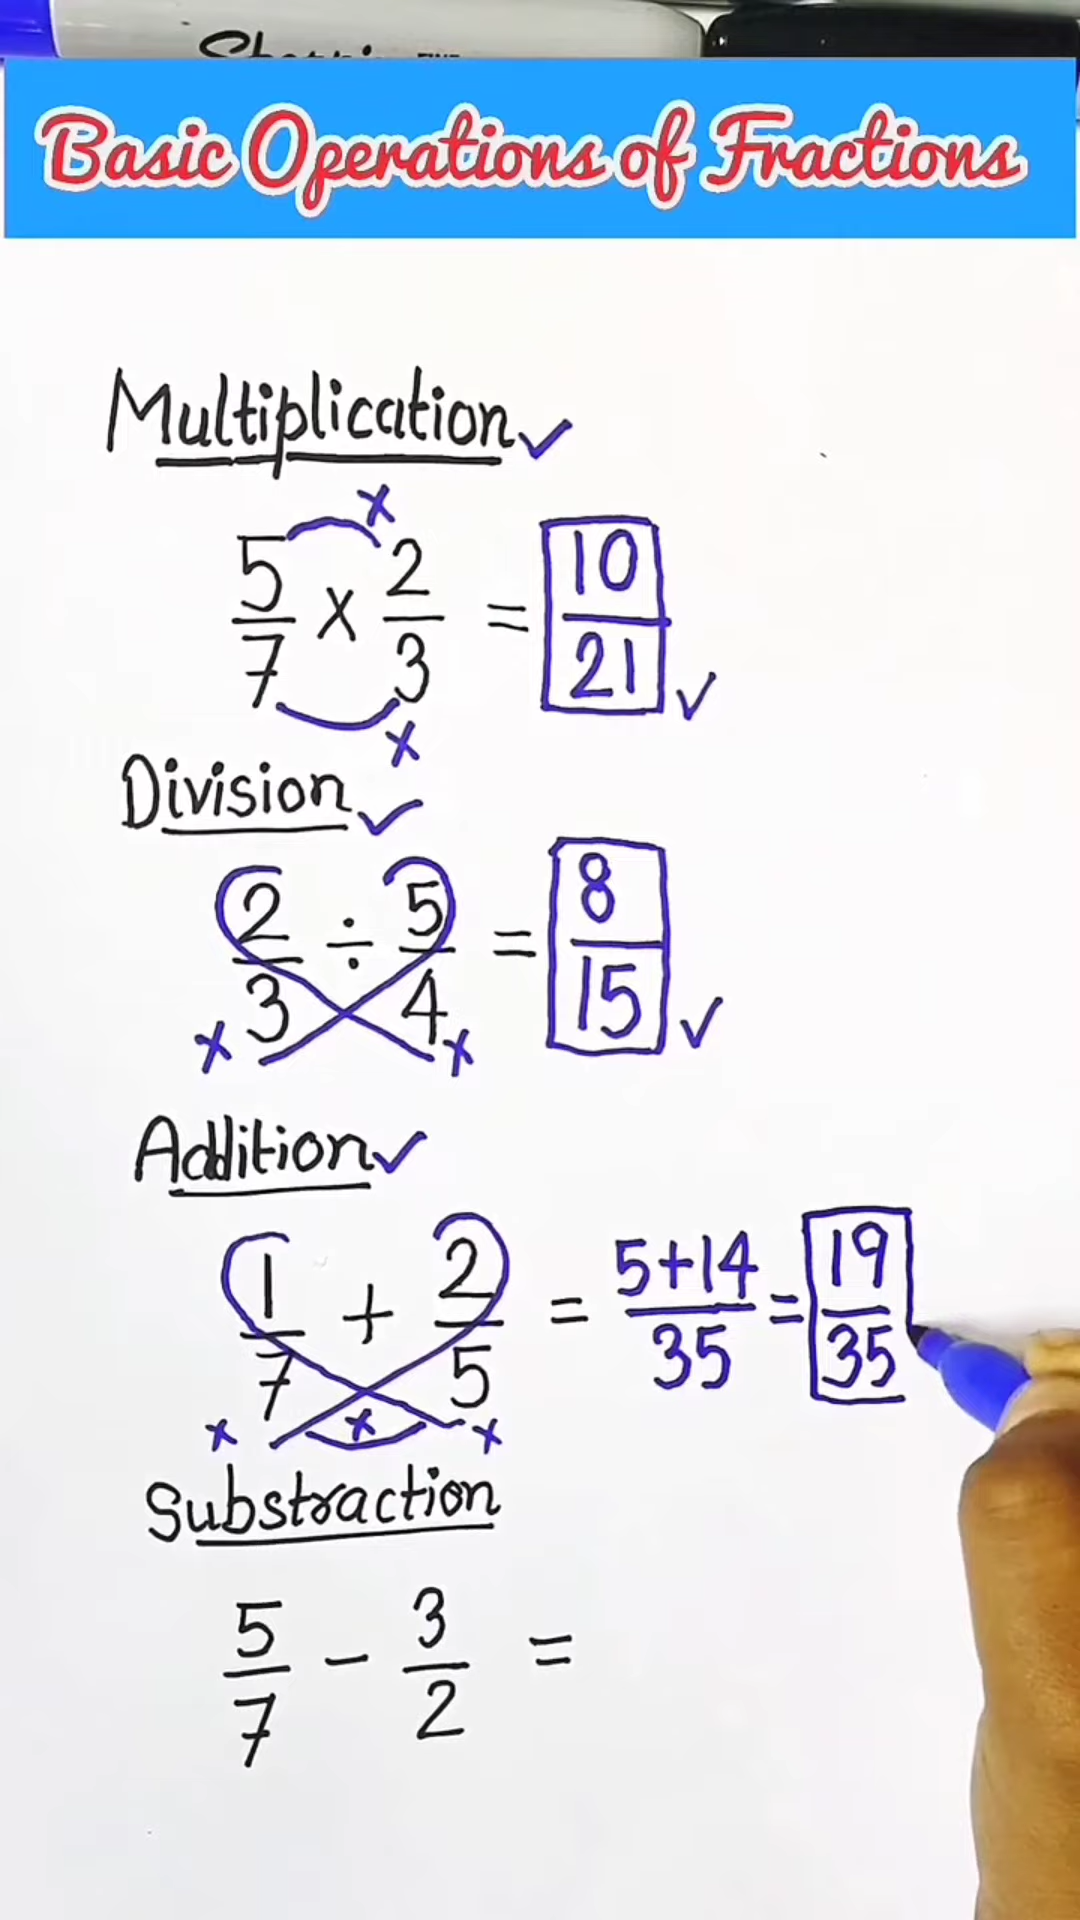 Sharpie
Basic Operations of Fractions
Multiplication ✓
5/7 x 2/3 = 10/21 ✓
x
x
Division ✓
2/3 ÷ 5/4 = 8/15 ✓
x x
Addition ✓
1/7 + 2/5 = 5+14/35 = 19/35
x x x
Substraction
5/7 - 3/2 =